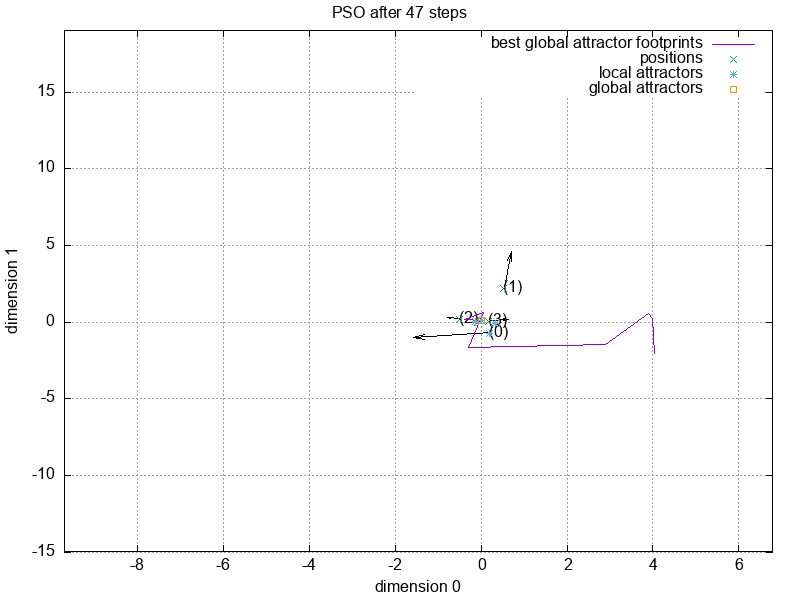 PSO after 47 steps
best global attractor footprints
positions
local attractors
global attractors
15
10
5
0
-5
-10
-15
dimension 1
(1)
(2)
(3)
(0)
-8 -6 -4 -2 0 2 4 6
dimension 0